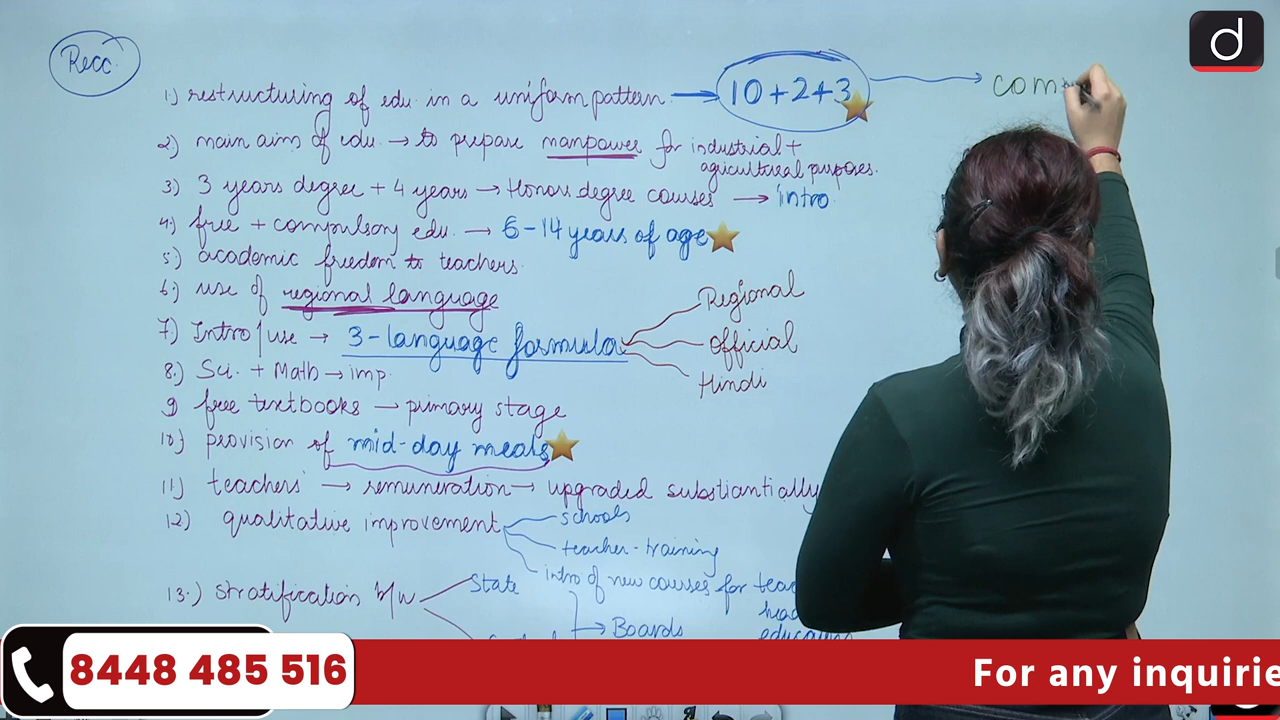 d
Recc.
1) restructuring of edu. in a uniform pattern → 10+2+3 → com
2) main aims of edu. → to prepare manpower for industrial +
agricultural purposes.
3) 3 years degree + 4 years → Honors degree courses → intro
4) free + compulsory edu. → 6-14 years of age
5) academic freedom to teachers.
6) use of regional language
7) Intro/use → 3-language formula
Regional
official
Hindi
8.) Sci. + Math → imp.
9) free textbooks → primary stage
10) provision of mid-day meals
11) teachers' → remuneration → upgraded substiantially
12) qualitative improvement
schools
teacher-training
intro of new courses for
13.) stratification b/w
State
→ Boards
8448 485 516
For any inquirie